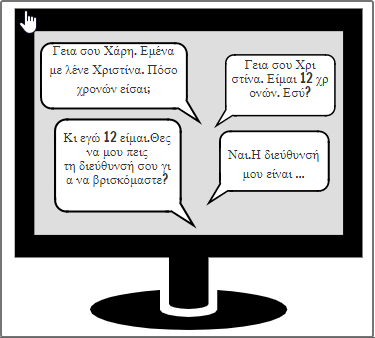 Γεια σου Χάρη. Εμένα
με λένε Χριστίνα. Πόσο
χρονών είσαι;
Γεια σου Χρι
στίνα. Είμαι 12 χρ
ονών. Εσύ?
Κι εγώ 12 είμαι.Θες
να μου πεις
τη διεύθυνσή σου γι
α να βρισκόμαστε?
Ναι.Η διεύθυνσή
μου είναι ...